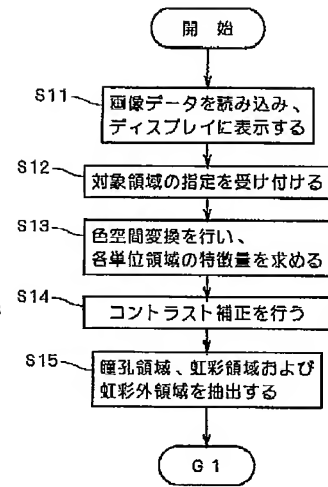 開 始
S11
画像データを読み込み、
ディスプレイに表示する
S12
対象領域の指定を受け付ける
S13
色空間変換を行い、
各単位領域の特徴量を求める
S14
コントラスト補正を行う
S15
瞳孔領域、虹彩領域および
虹彩外領域を抽出する
G1